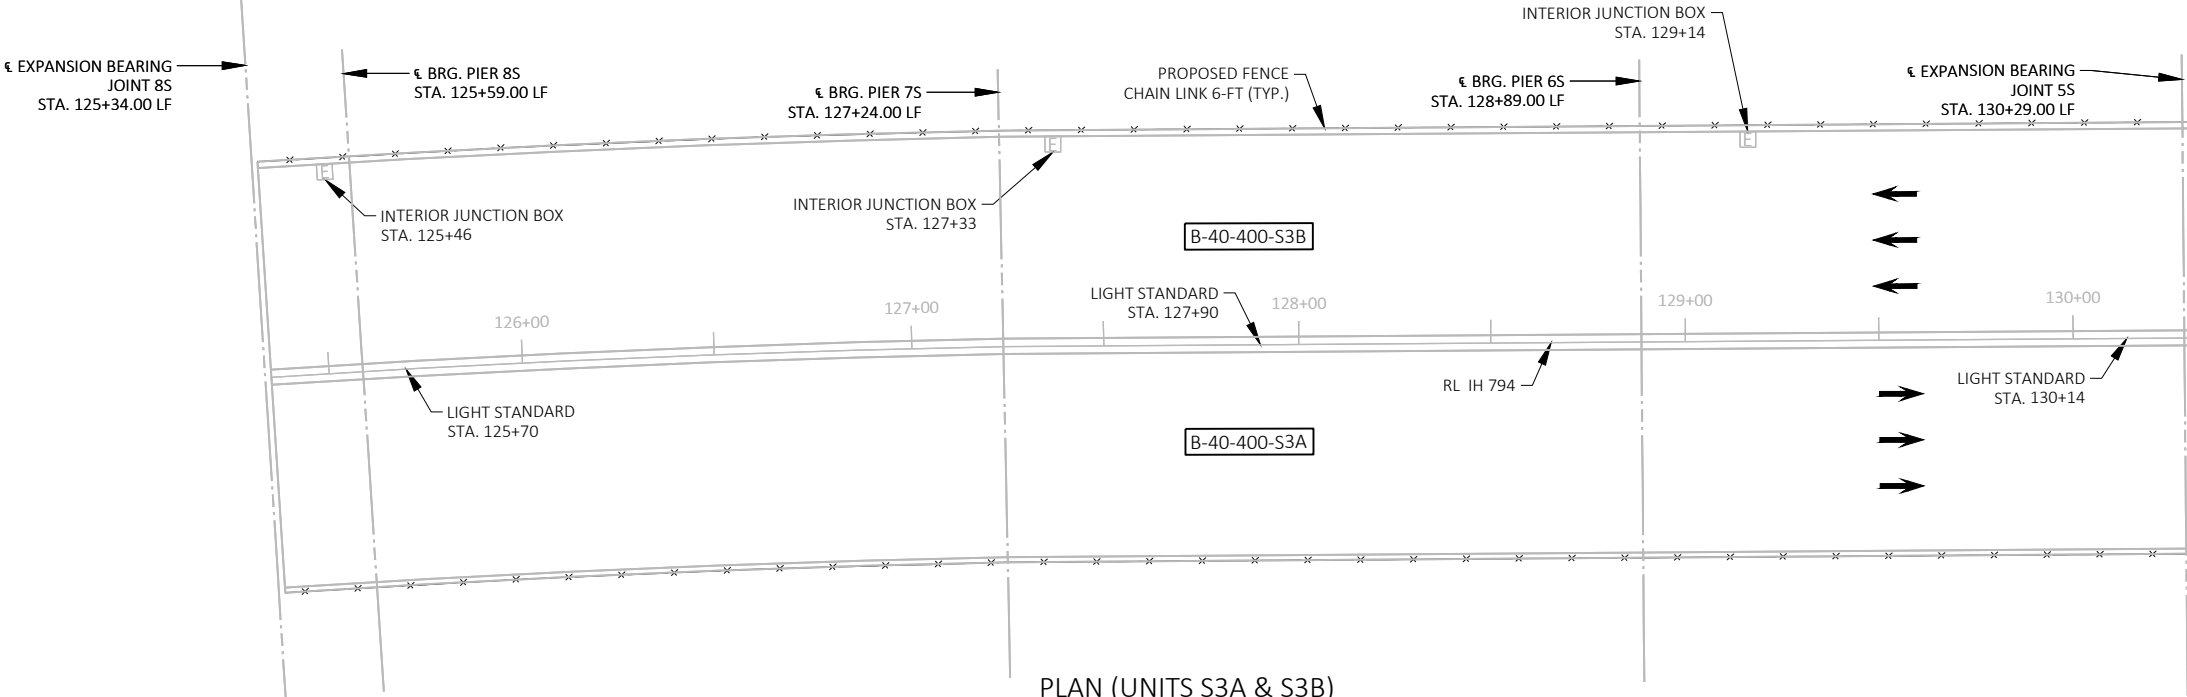 INTERIOR JUNCTION BOX
STA. 129+14
℄ EXPANSION BEARING
JOINT 8S
STA. 125+34.00 LF
℄ BRG. PIER 8S
STA. 125+59.00 LF
℄ BRG. PIER 7S
STA. 127+24.00 LF
PROPOSED FENCE
CHAIN LINK 6-FT (TYP.)
℄ BRG. PIER 6S
STA. 128+89.00 LF
℄ EXPANSION BEARING
JOINT 5S
STA. 130+29.00 LF
E
E
E
INTERIOR JUNCTION BOX
STA. 125+46
INTERIOR JUNCTION BOX
STA. 127+33
B-40-400-S3B
LIGHT STANDARD
STA. 127+90
126+00
127+00
128+00
129+00
130+00
RL IH 794
LIGHT STANDARD
STA. 130+14
LIGHT STANDARD
STA. 125+70
B-40-400-S3A
PLAN (UNITS S3A & S3B)